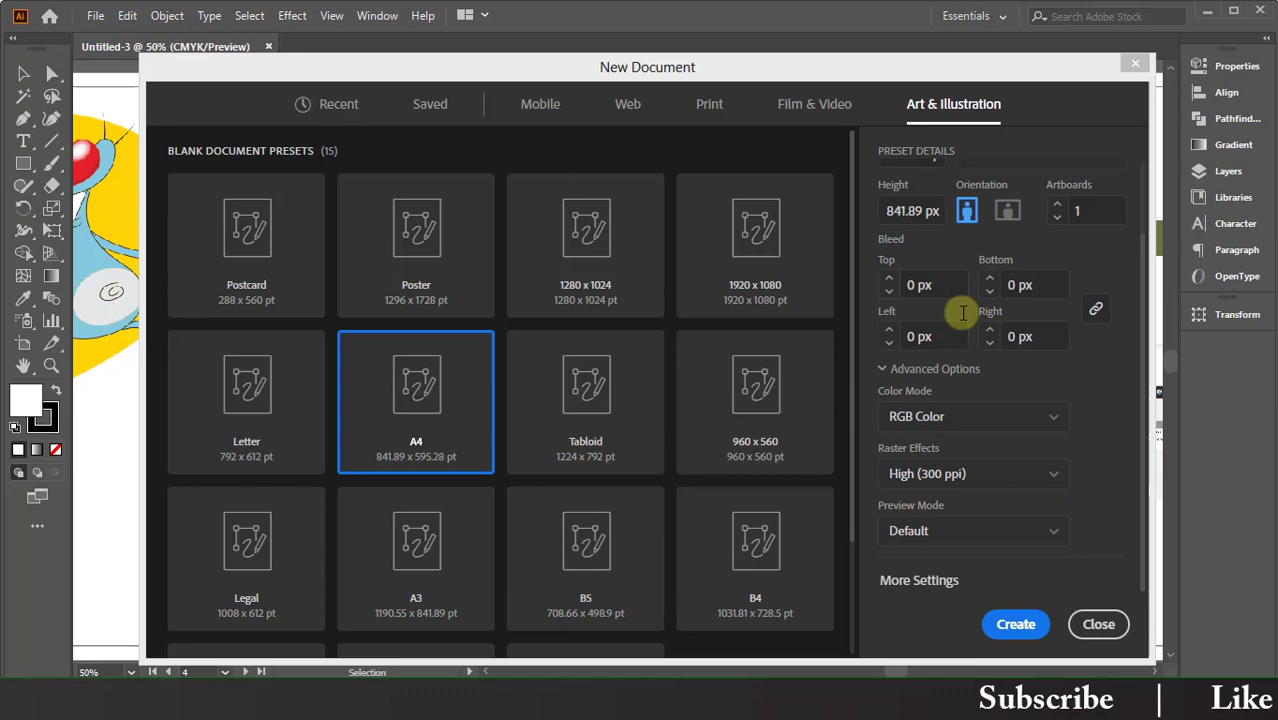 Ai File Edit Object Type Select Effect View Window Help Essentials Search Adobe Stock
Untitled-3 @ 50% (CMYK/Preview) ×
New Document
Recent Saved Mobile Web Print Film & Video Art & Illustration
BLANK DOCUMENT PRESETS (15)
Postcard
288 x 560 pt
Poster
1296 x 1728 pt
1280 x 1024
1280 x 1024 pt
1920 x 1080
1920 x 1080 pt
Letter
792 x 612 pt
A4
841.89 x 595.28 pt
Tabloid
1224 x 792 pt
960 x 560
960 x 560 pt
Legal
1008 x 612 pt
A3
1190.55 x 841.89 pt
B5
708.66 x 498.9 pt
B4
1031.81 x 728.5 pt
PRESET DETAILS
Height Orientation Artboards
841.89 px 1
Bleed
Top Bottom
0 px 0 px
Left Right
0 px 0 px
Advanced Options
Color Mode
RGB Color
Raster Effects
High (300 ppi)
Preview Mode
Default
More Settings
Create Close
Properties
Align
Pathfind...
Gradient
Layers
Libraries
Character
Paragraph
OpenType
Transform
50% 4 Selection
Subscribe | Like